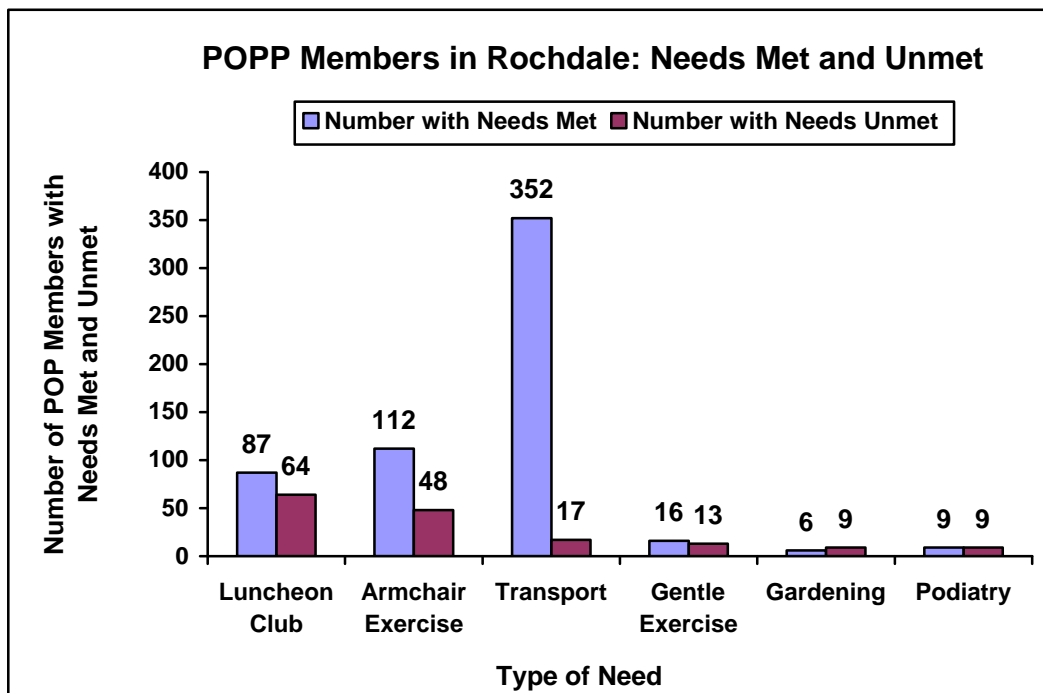 POPP Members in Rochdale: Needs Met and Unmet
Number with Needs Met Number with Needs Unmet
Number of POP Members with
Needs Met and Unmet
400
350
300
250
200
150
100
50
0
87
64
112
48
352
17
16
13
6
9
9
9
Luncheon
Club
Armchair
Exercise
Transport
Gentle
Exercise
Gardening
Podiatry
Type of Need